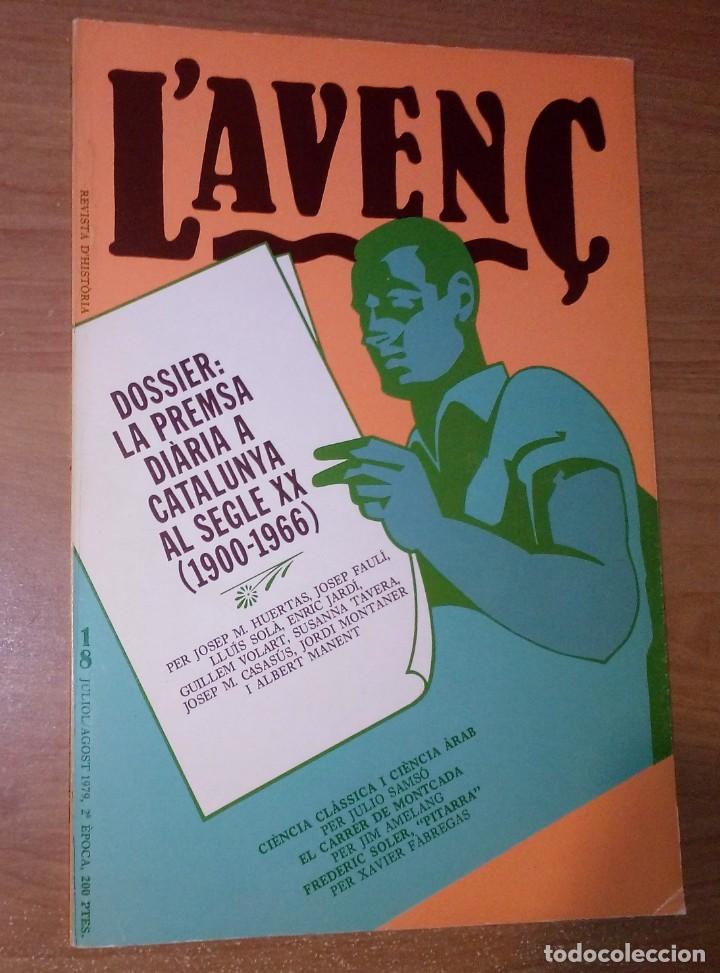 L'AVENÇ
REVISTA D'HISTÒRIA
DOSSIER:
LA PREMSA
DIÀRIA A
CATALUNYA
AL SEGLE XX
(1900-1966)
PER JOSEP M. HUERTAS, JOSEP FAULÍ,
LLUÍS SOLÀ, ENRIC JARDÍ,
GUILLEM VOLART, SUSANNA TAVERA,
JOSEP M. CASASÚS, JORDI MONTANER
I ALBERT MANENT
CIÈNCIA CLÀSSICA I CIÈNCIA ÀRAB
PER JULIO SAMSÓ
EL CARRER DE MONTCADA
PER JIM AMELANG
FREDERIC SOLER, "PITARRA"
PER XAVIER FÀBREGAS
18 JULIOL/AGOST 1979, 2ª ÈPOCA, 200 PTES.
todocoleccion